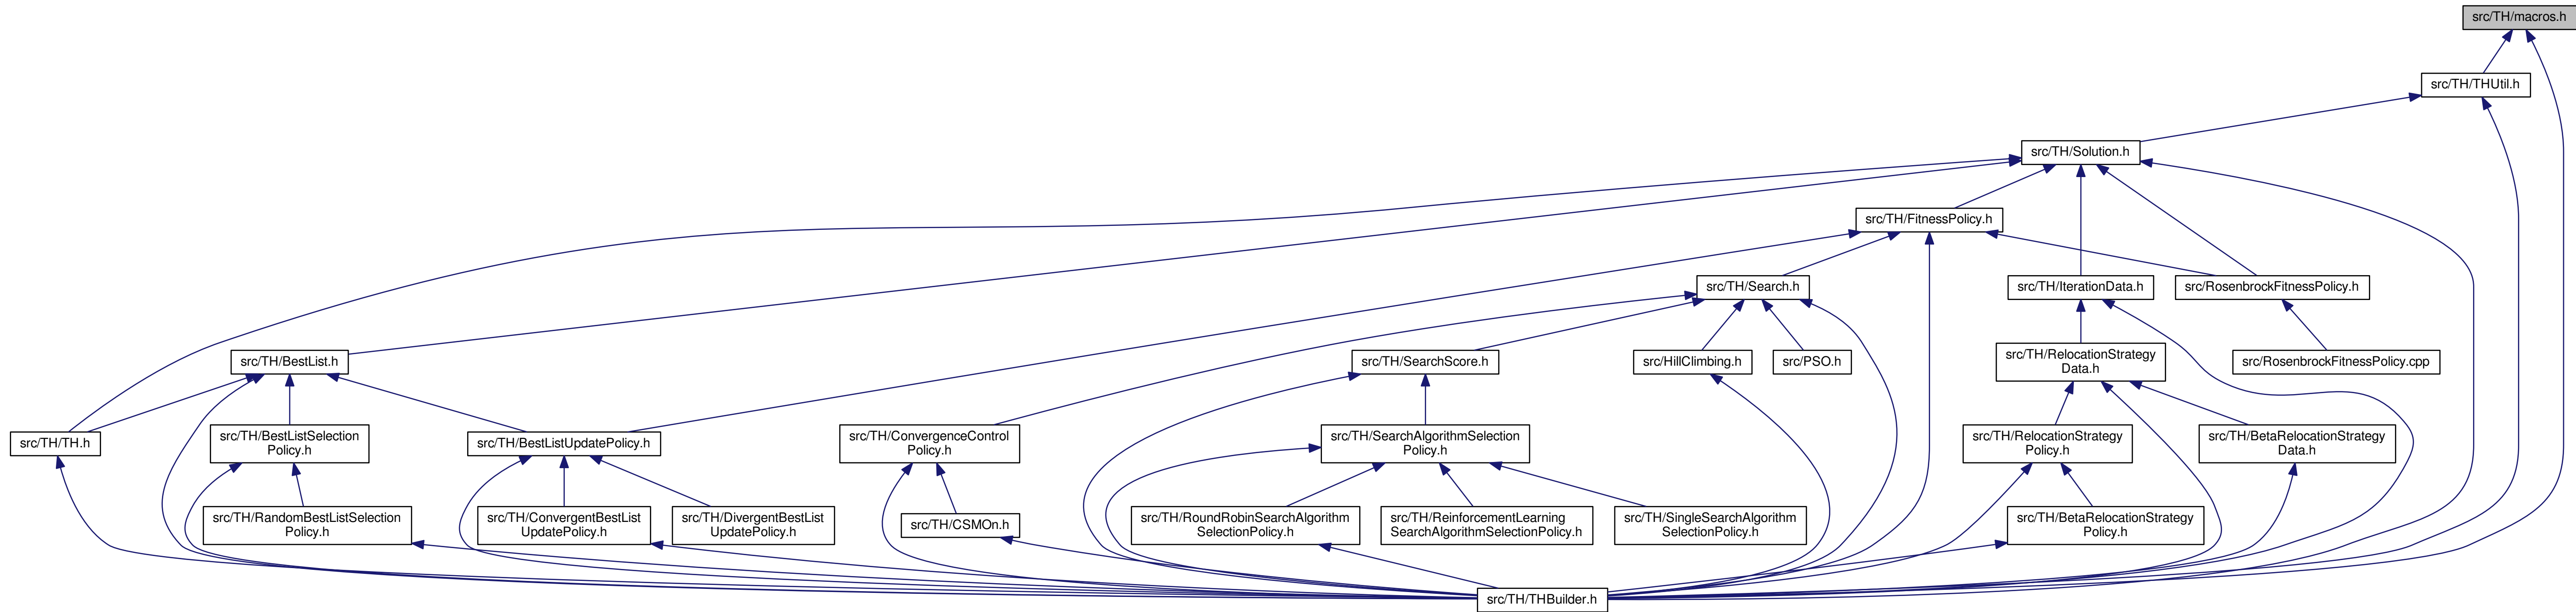 src/TH/macros.h
src/TH/THUtil.h
src/TH/Solution.h
src/TH/FitnessPolicy.h
src/TH/Search.h
src/TH/IterationData.h
src/RosenbrockFitnessPolicy.h
src/TH/BestList.h
src/TH/SearchScore.h
src/HillClimbing.h
src/PSO.h
src/TH/RelocationStrategy
Data.h
src/RosenbrockFitnessPolicy.cpp
src/TH/TH.h
src/TH/BestListSelection
Policy.h
src/TH/BestListUpdatePolicy.h
src/TH/ConvergenceControl
Policy.h
src/TH/SearchAlgorithmSelection
Policy.h
src/TH/RelocationStrategy
Policy.h
src/TH/BetaRelocationStrategy
Data.h
src/TH/RandomBestListSelection
Policy.h
src/TH/ConvergentBestList
UpdatePolicy.h
src/TH/DivergentBestList
UpdatePolicy.h
src/TH/CSMOn.h
src/TH/RoundRobinSearchAlgorithm
SelectionPolicy.h
src/TH/ReinforcementLearning
SearchAlgorithmSelectionPolicy.h
src/TH/SingleSearchAlgorithm
SelectionPolicy.h
src/TH/BetaRelocationStrategy
Policy.h
src/TH/THBuilder.h